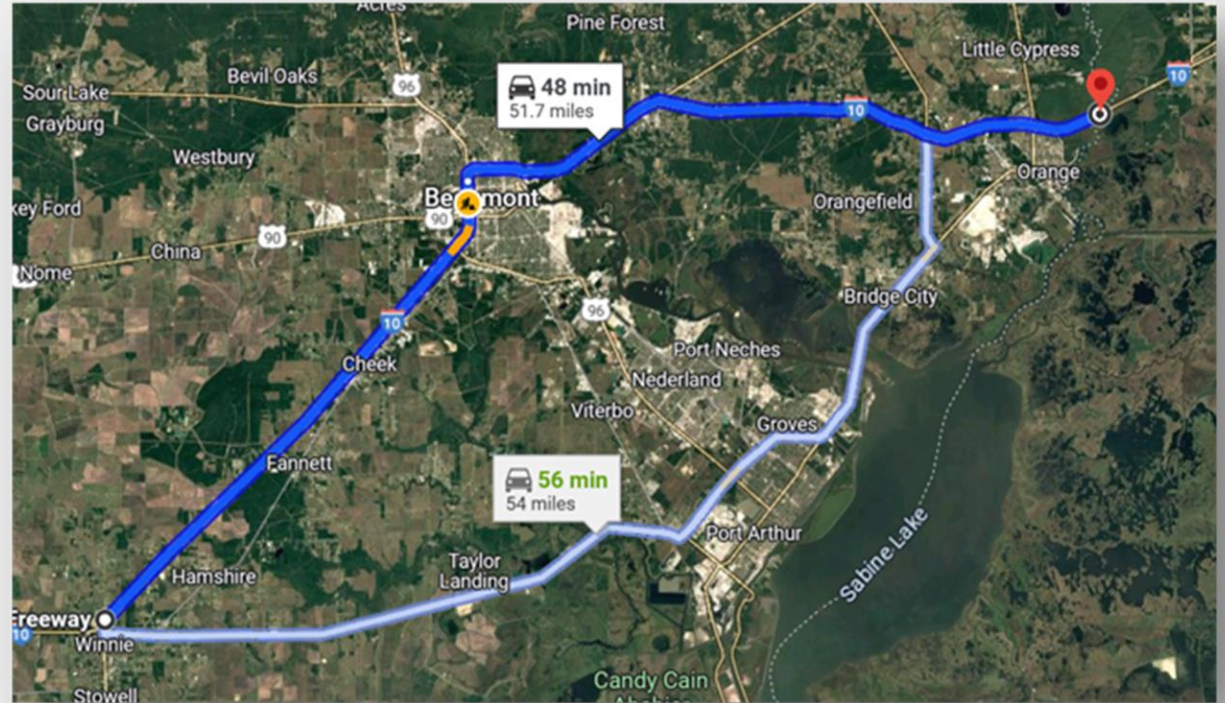 Acres
Pine Forest
Little Cypress
Bevil Oaks
96
10
48 min
51.7 miles
Sour Lake
Grayburg
10
Westbury
Orange
key Ford
Be mont
90
Orangefield
China
90
Nome
Bridge City
96
10
Port Neches
Cheek
Nederland
Viterbo
Groves
Fannett
56 min
54 miles
Port Arthur
Sabine Lake
Taylor
Landing
Hamshire
Freeway
10
Winnie
Candy Cain
Stowell